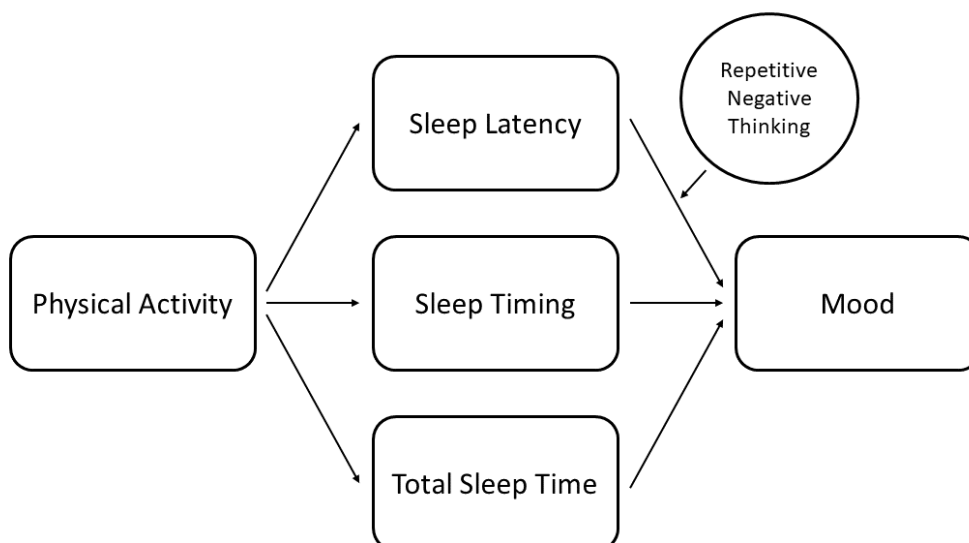 Repetitive
Negative
Thinking
Sleep Latency
Physical Activity
Sleep Timing
Mood
Total Sleep Time